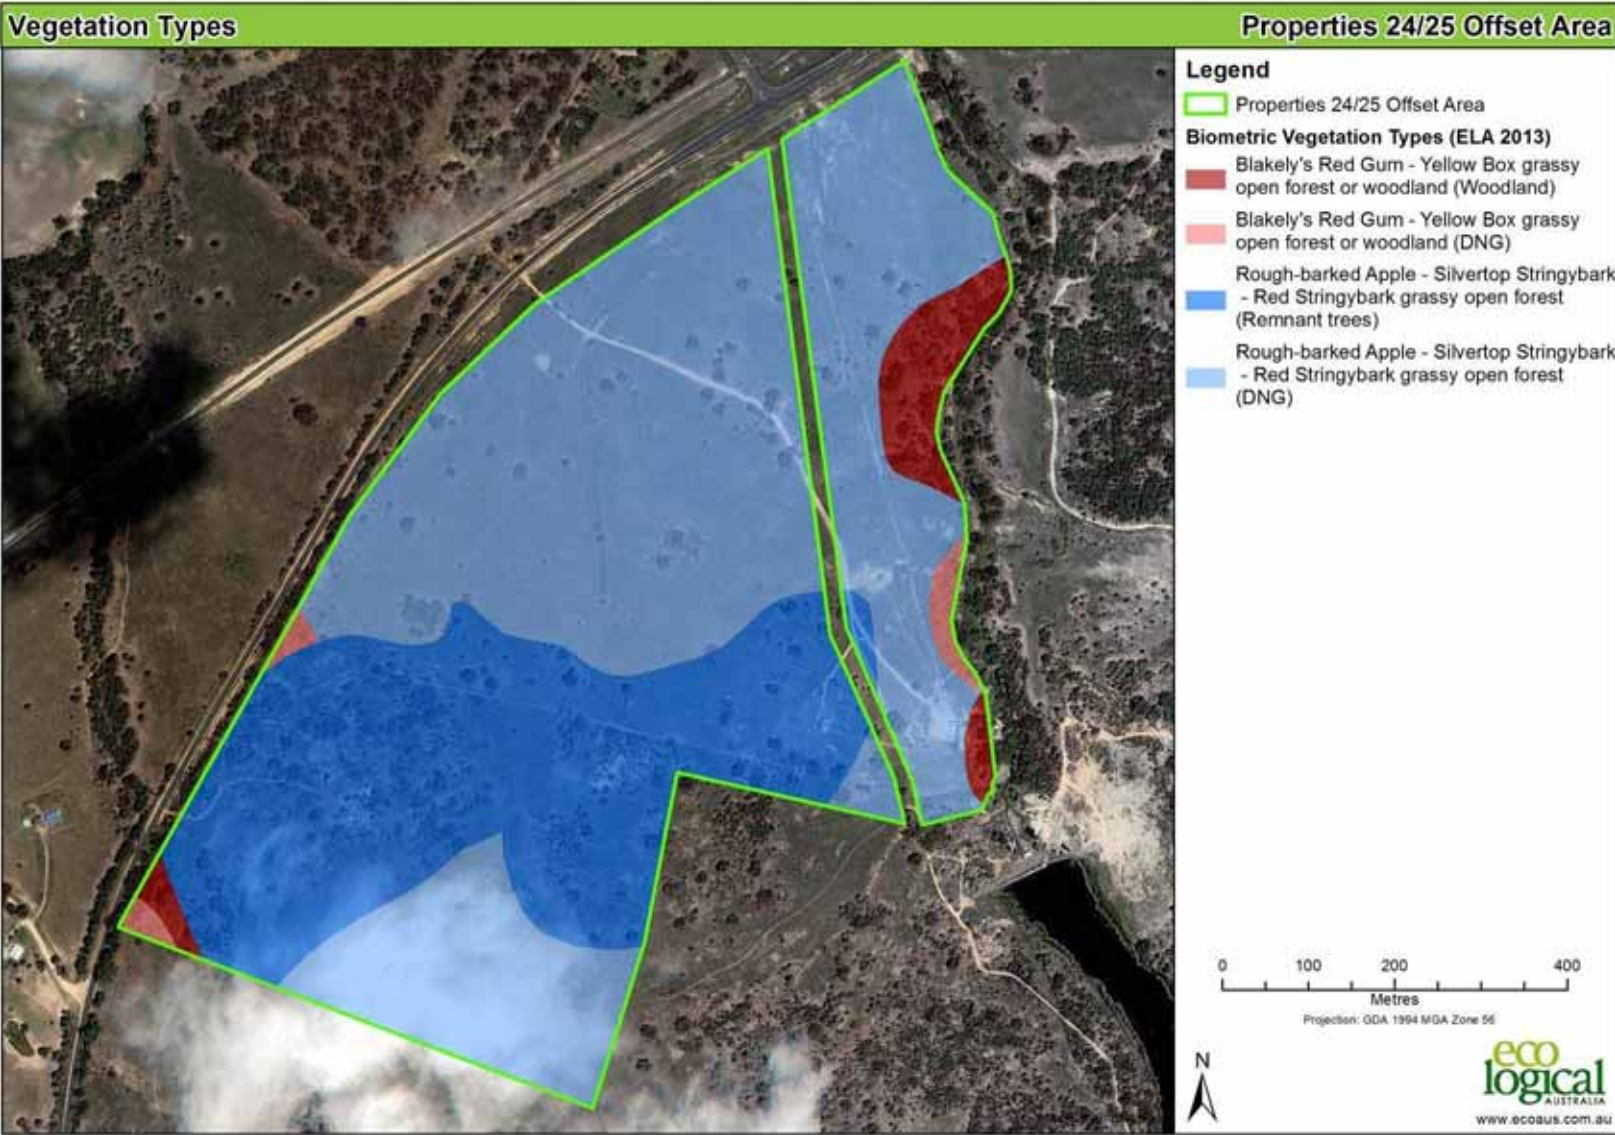 Vegetation Types
Properties 24/25 Offset Area
Legend
Properties 24/25 Offset Area
Biometric Vegetation Types (ELA 2013)
Blakely's Red Gum - Yellow Box grassy
open forest or woodland (Woodland)
Blakely's Red Gum - Yellow Box grassy
open forest or woodland (DNG)
Rough-barked Apple - Silvertop Stringybark
- Red Stringybark grassy open forest
(Remnant trees)
Rough-barked Apple - Silvertop Stringybark
- Red Stringybark grassy open forest
(DNG)
0 100 200 400
Metres
Projection: GDA 1994 MGA Zone 56
N
eco
logical
AUSTRALIA
www.ecoaus.com.au